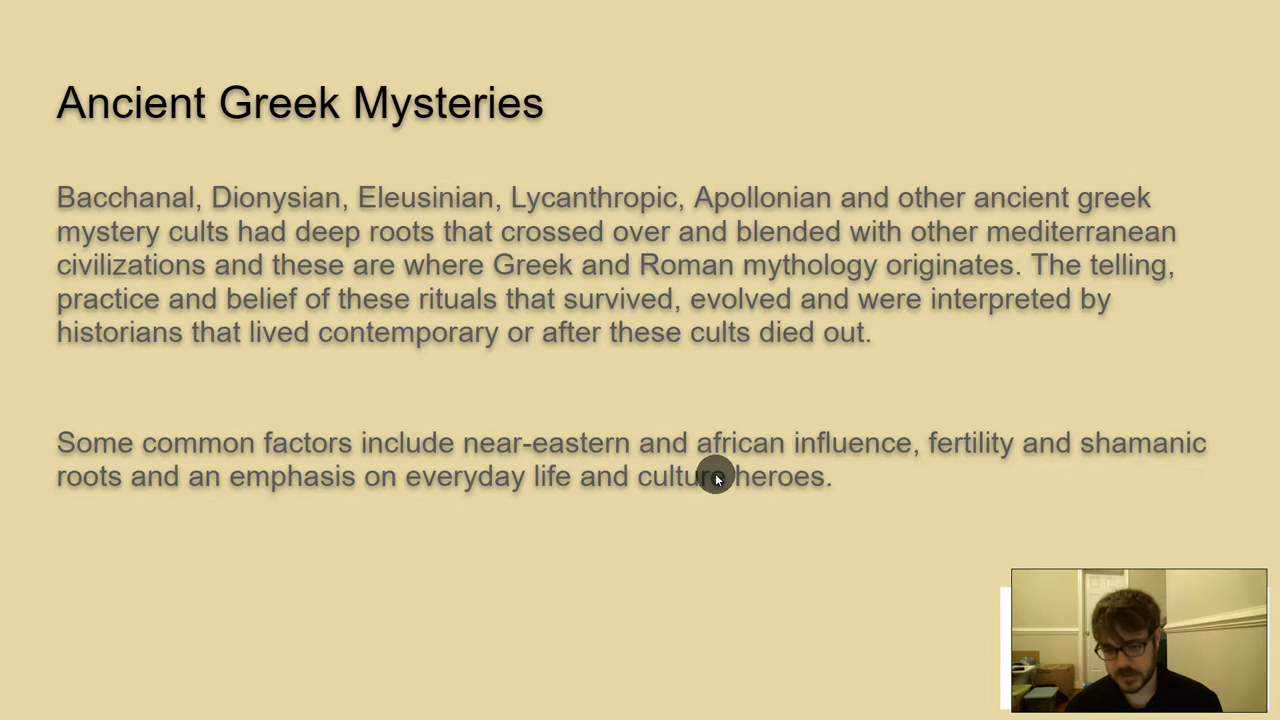 Ancient Greek Mysteries
Bacchanal, Dionysian, Eleusinian, Lycanthropic, Apollonian and other ancient greek
mystery cults had deep roots that crossed over and blended with other mediterranean
civilizations and these are where Greek and Roman mythology originates. The telling,
practice and belief of these rituals that survived, evolved and were interpreted by
historians that lived contemporary or after these cults died out.
Some common factors include near-eastern and african influence, fertility and shamanic
roots and an emphasis on everyday life and culture heroes.